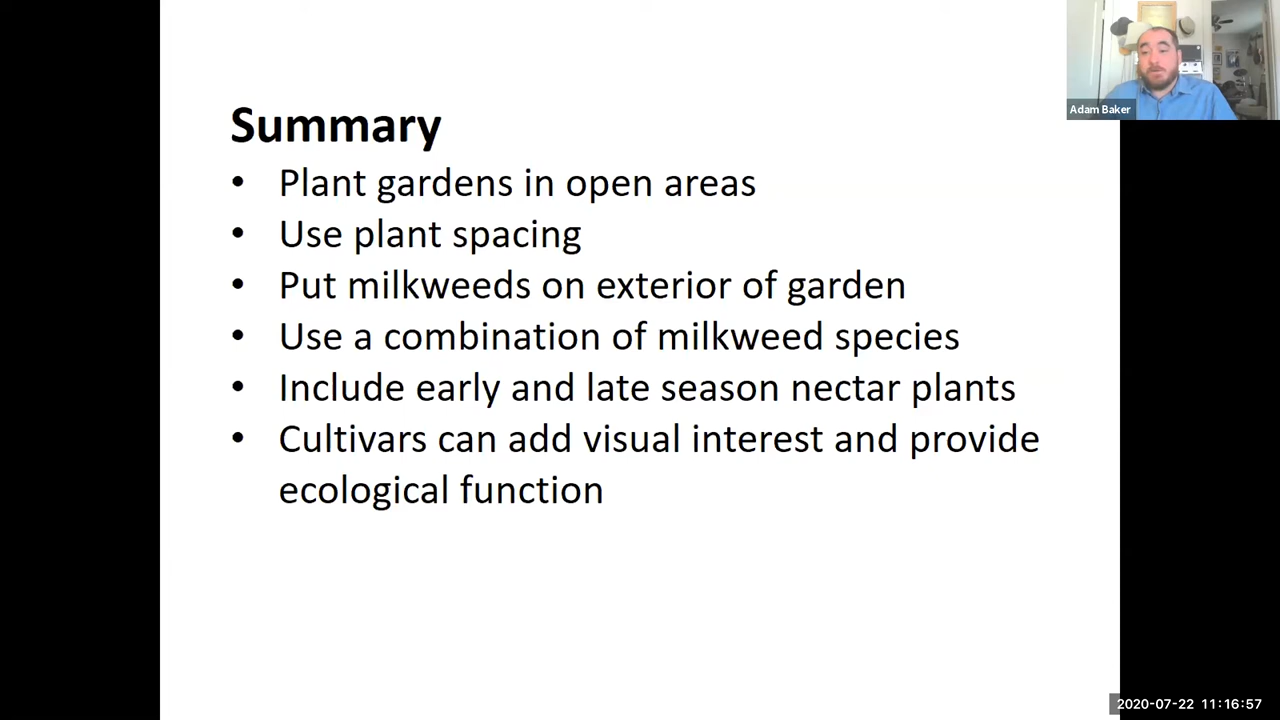 Adam Baker
Summary
• Plant gardens in open areas
• Use plant spacing
• Put milkweeds on exterior of garden
• Use a combination of milkweed species
• Include early and late season nectar plants
• Cultivars can add visual interest and provide
ecological function
2020-07-22 11:16:57